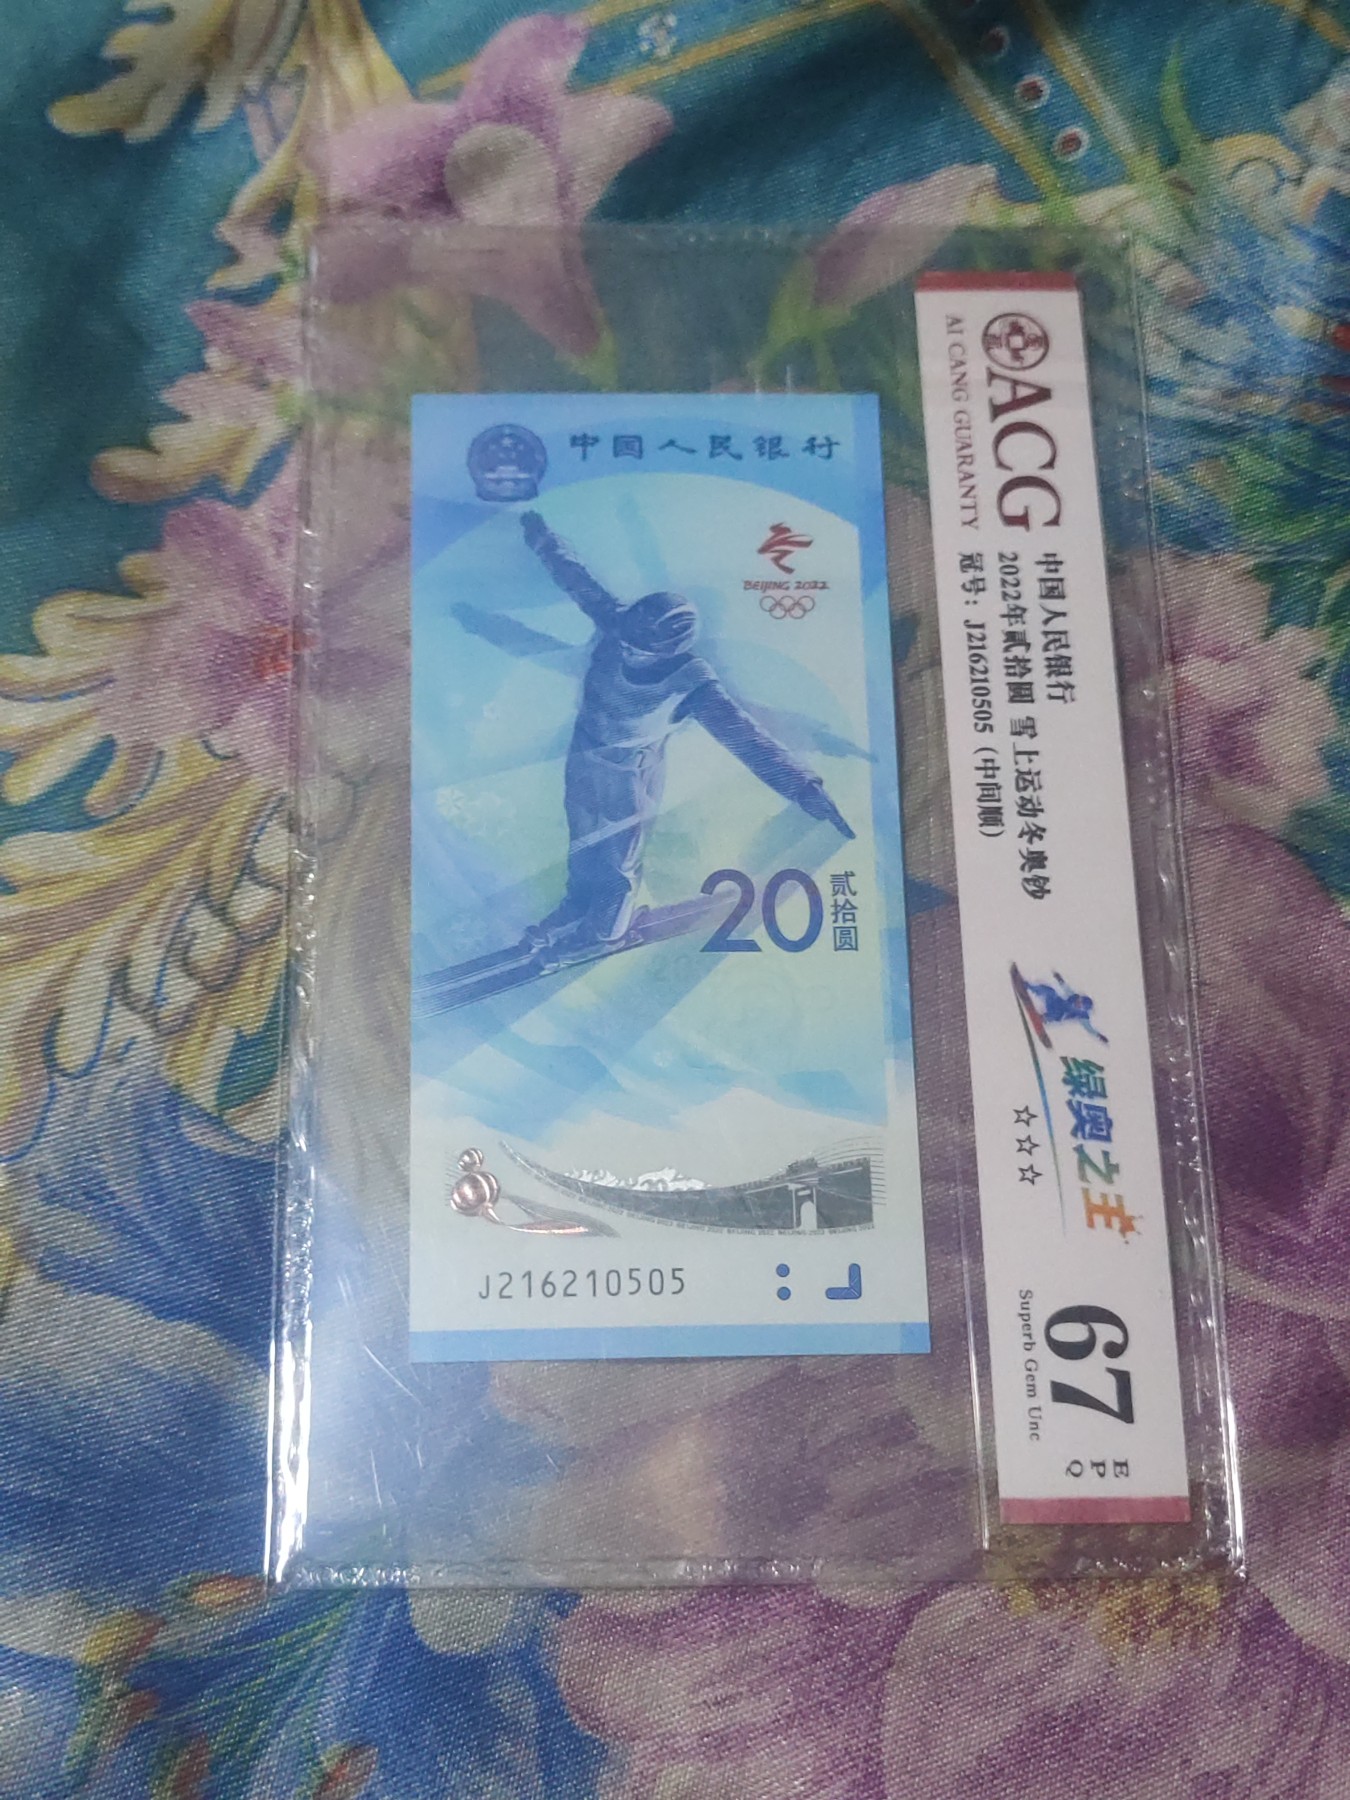 中国人民银行
BEIJING 2022
20
贰拾圆
J216210505
ACG
AI CANG GUARANTY
中国人民银行
2022年贰拾圆 雪上运动冬奥钞
冠号：J216210505（中间顺）
绿奥之主
☆☆☆
67
EPQ
Superb Gem Unc